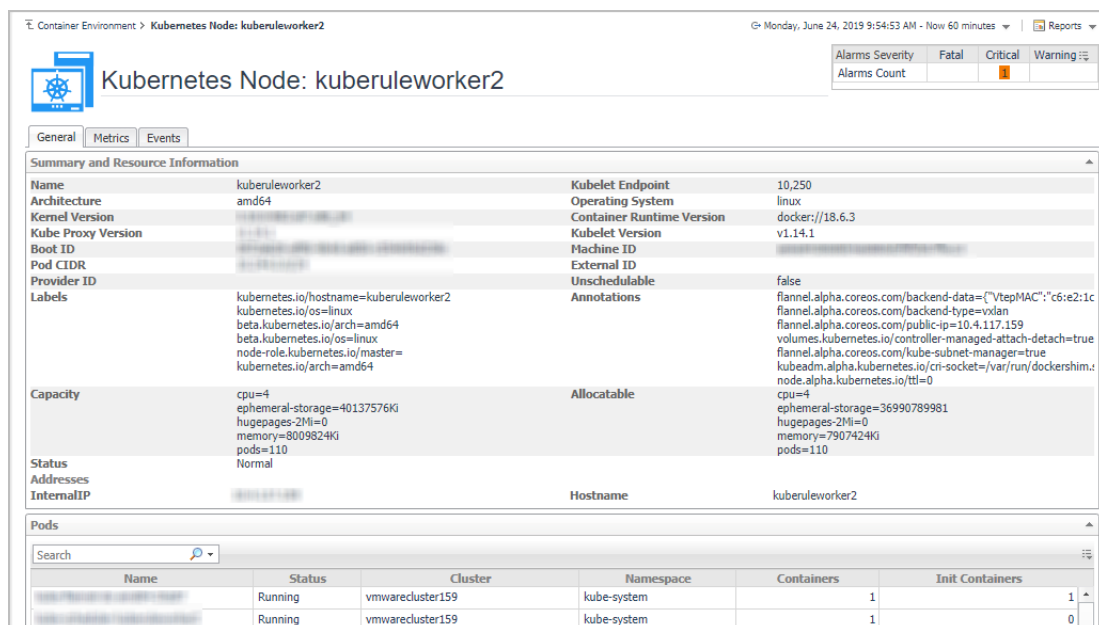 Container Environment > Kubernetes Node: kuberuleworker2
Monday, June 24, 2019 9:54:53 AM - Now 60 minutes
Reports
Kubernetes Node: kuberuleworker2
Alarms Severity Fatal Critical Warning
Alarms Count 1
General Metrics Events
Summary and Resource Information
Name kuberuleworker2 Kubelet Endpoint 10,250
Architecture amd64 Operating System linux
Kernel Version Container Runtime Version docker://18.6.3
Kube Proxy Version Kubelet Version v1.14.1
Boot ID Machine ID
Pod CIDR External ID
Provider ID Unschedulable false
Labels
kubernetes.io/hostname=kuberuleworker2
kubernetes.io/os=linux
beta.kubernetes.io/arch=amd64
beta.kubernetes.io/os=linux
node-role.kubernetes.io/master=
kubernetes.io/arch=amd64
Annotations
flannel.alpha.coreos.com/backend-data={"VtepMAC":"c6:e2:1c
flannel.alpha.coreos.com/backend-type=vxlan
flannel.alpha.coreos.com/public-ip=10.4.117.159
volumes.kubernetes.io/controller-managed-attach-detach=true
flannel.alpha.coreos.com/kube-subnet-manager=true
kubeadm.alpha.kubernetes.io/cri-socket=/var/run/dockershim.s
node.alpha.kubernetes.io/ttl=0
Capacity
cpu=4
ephemeral-storage=40137576Ki
hugepages-2Mi=0
memory=8009824Ki
pods=110
Allocatable
cpu=4
ephemeral-storage=36990789981
hugepages-2Mi=0
memory=7907424Ki
pods=110
Status Normal
Addresses
InternalIP Hostname kuberuleworker2
Pods
Search
Name Status Cluster Namespace Containers Init Containers
Running vmwarecluster159 kube-system 1 1
Running vmwarecluster159 kube-system 1 0